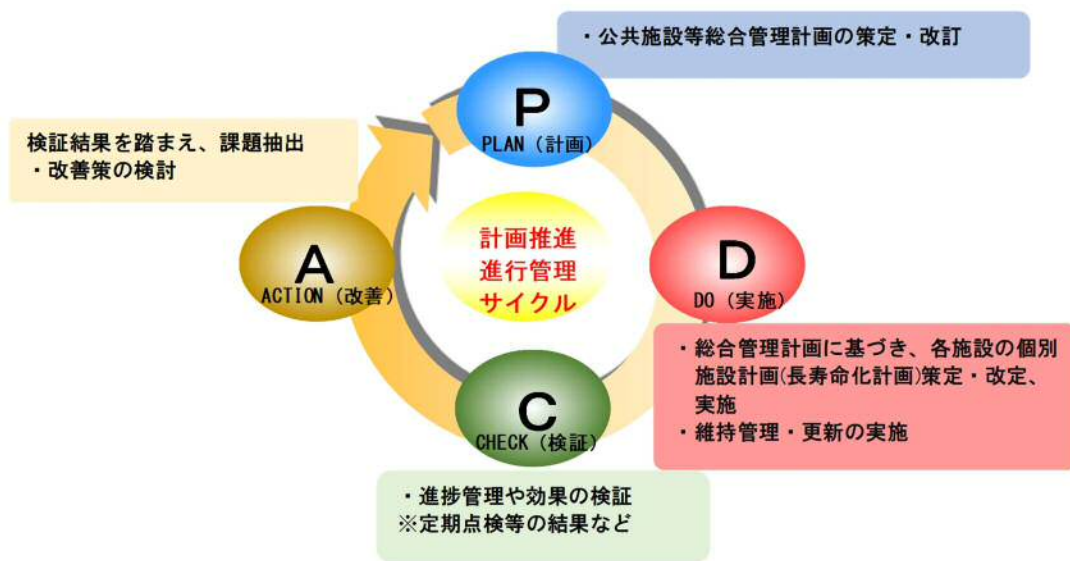 ・公共施設等総合管理計画の策定・改訂
P
PLAN（計画）
検証結果を踏まえ、課題抽出
・改善策の検討
A
ACTION（改善）
計画推進
進行管理
サイクル
D
DO（実施）
・総合管理計画に基づき、各施設の個別
施設計画(長寿命化計画)策定・改定、
実施
・維持管理・更新の実施
C
CHECK（検証）
・進捗管理や効果の検証
※定期点検等の結果など